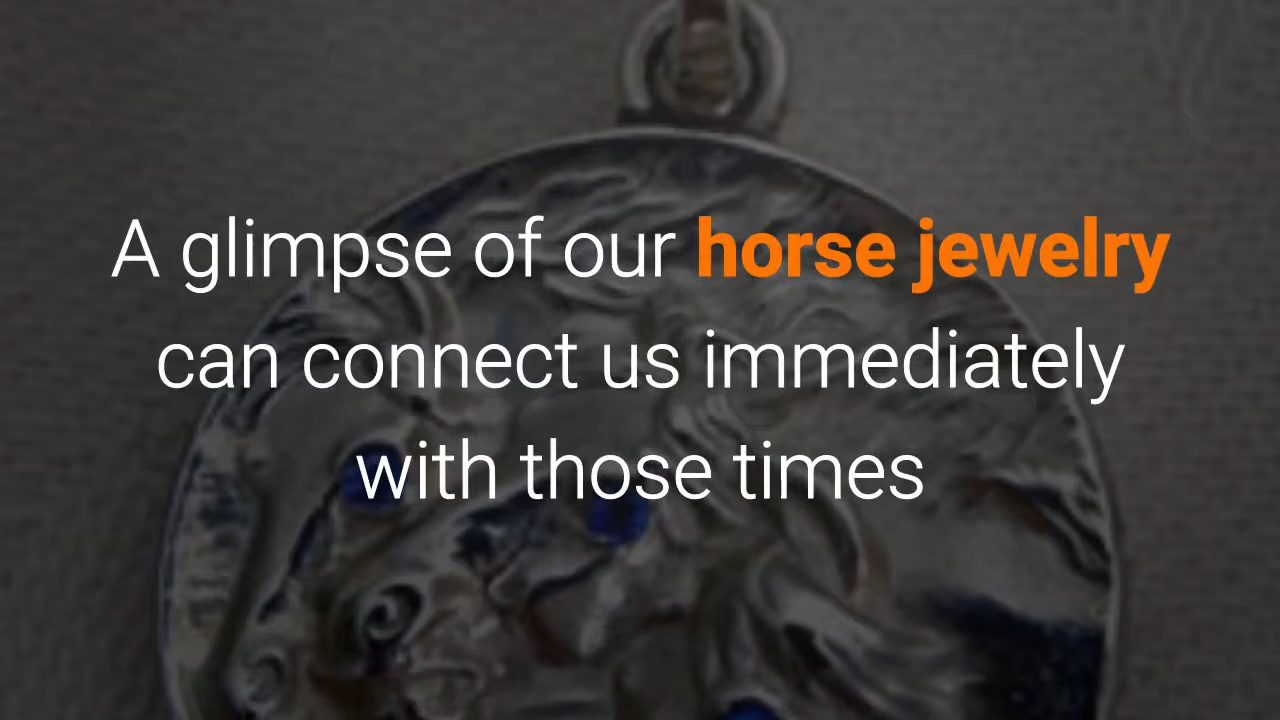 A glimpse of our horse jewelry
can connect us immediately
with those times